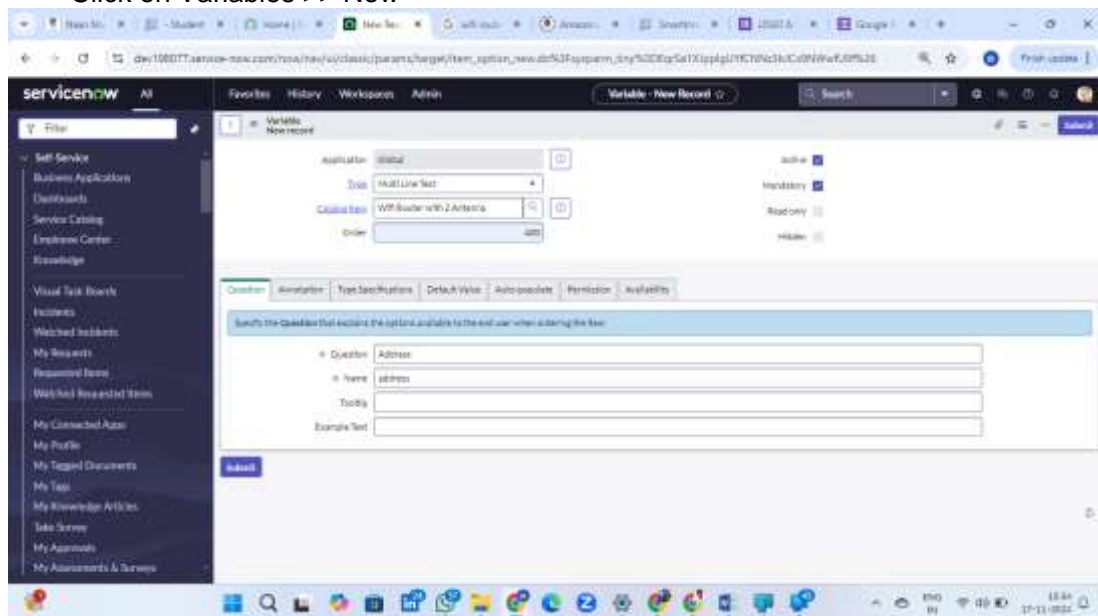 Click on Variables >> New
servicenow All Favorites History Workspaces Admin Variable - New Record Search
Filter
Variable
New record
Submit
Self-Service
Business Applications
Dashboards
Service Catalog
Employee Center
Knowledge
Visual Task Boards
Incidents
Watched Incidents
My Requests
Requested Items
Watched Requested Items
My Connected Apps
My Profile
My Tagged Documents
My Tags
My Knowledge Articles
Take Survey
My Approvals
My Assessments & Surveys
Application Global
Type Multi Line Text
Catalog Item Wifi Router with 2 Antenna
Order 400
Active
Mandatory
Read only
Hidden
Question Annotation Type Specifications Default Value Auto-populate Permission Availability
Specify the Question that explains the options available to the end user when ordering the item
Question Address
Name address
Tooltip
Example Text
Submit
ENG
IN